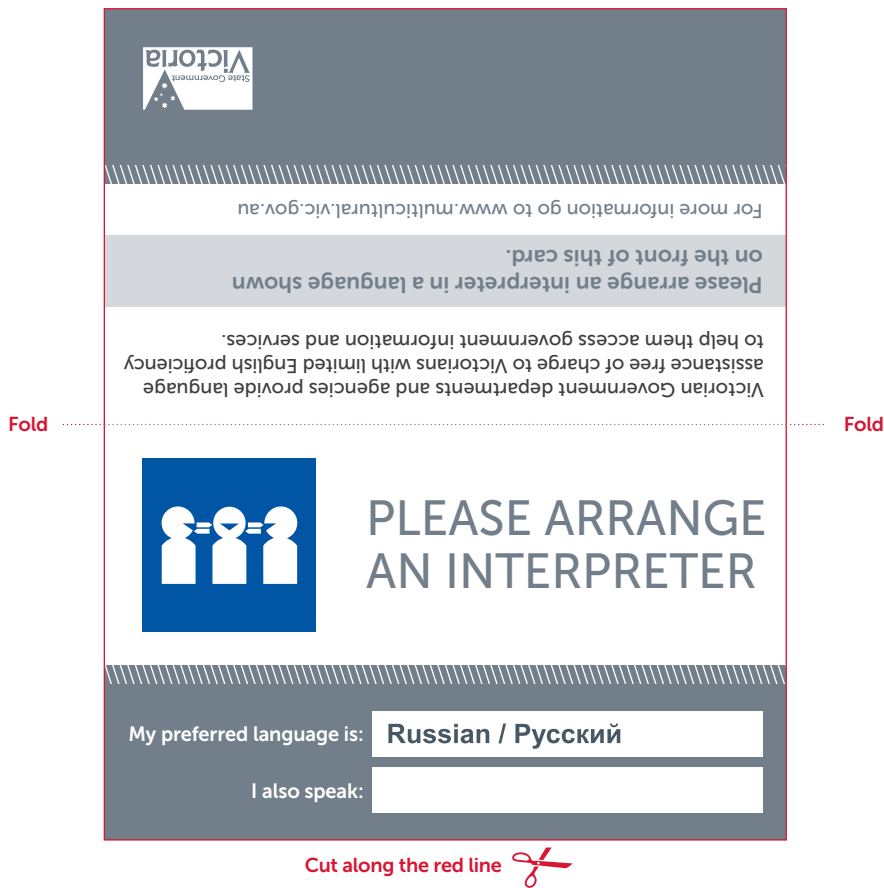 Victoria
State Government
For more information go to www.multicultural.vic.gov.au
on the front of this card.
Please arrange an interpreter in a language shown
to help them access government information and services.
assistance free of charge to Victorians with limited English proficiency
Victorian Government departments and agencies provide language
Fold
Fold
PLEASE ARRANGE
AN INTERPRETER
My preferred language is:
Russian / Русский
I also speak:
Cut along the red line